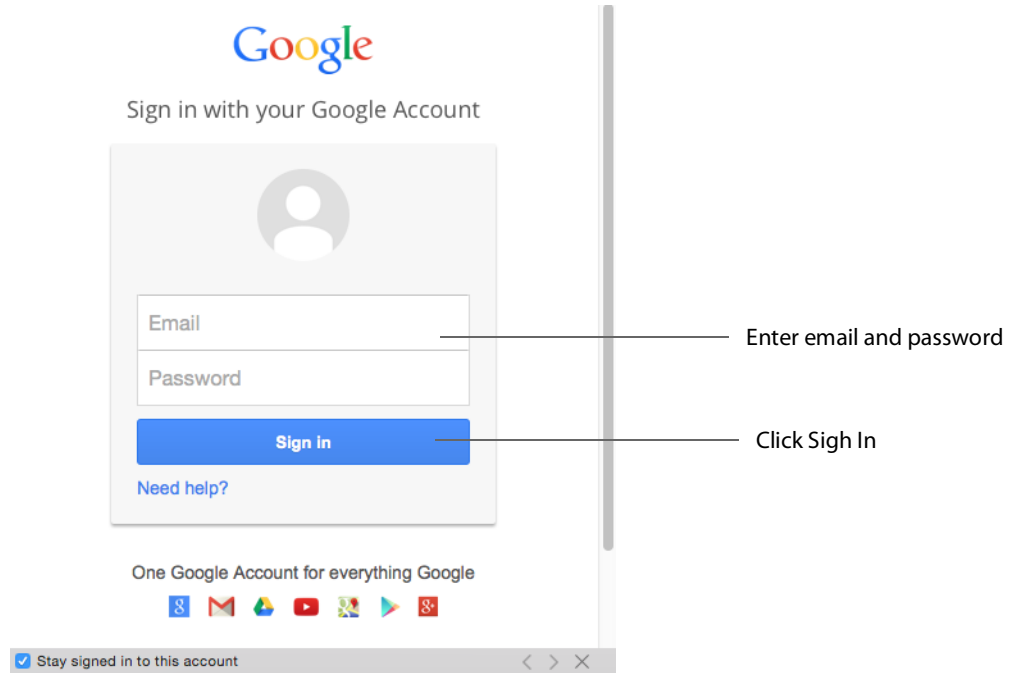 Google
Sign in with your Google Account
Email
Enter email and password
Password
Sign in
Click Sigh In
Need help?
One Google Account for everything Google
Stay signed in to this account